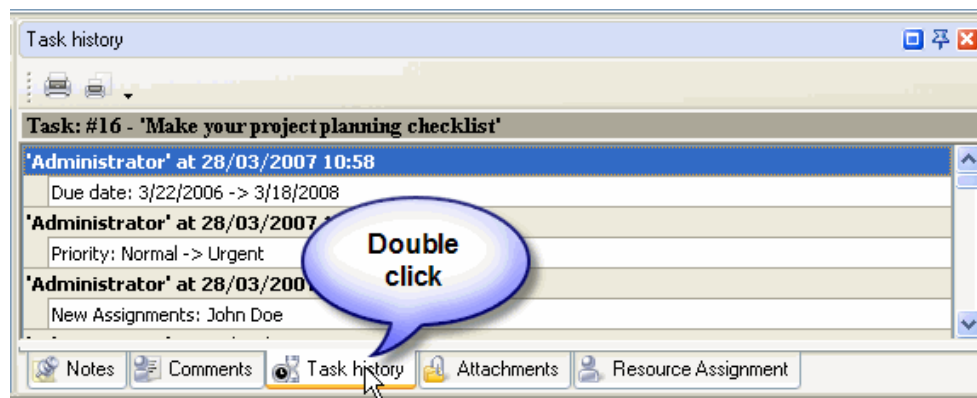 Task history
Task: #16 - 'Make your project planning checklist'
'Administrator' at 28/03/2007 10:58
Due date: 3/22/2006 -> 3/18/2008
'Administrator' at 28/03/2007
Priority: Normal -> Urgent
'Administrator' at 28/03/200
New Assignments: John Doe
Double
click
Notes Comments Task history Attachments Resource Assignment